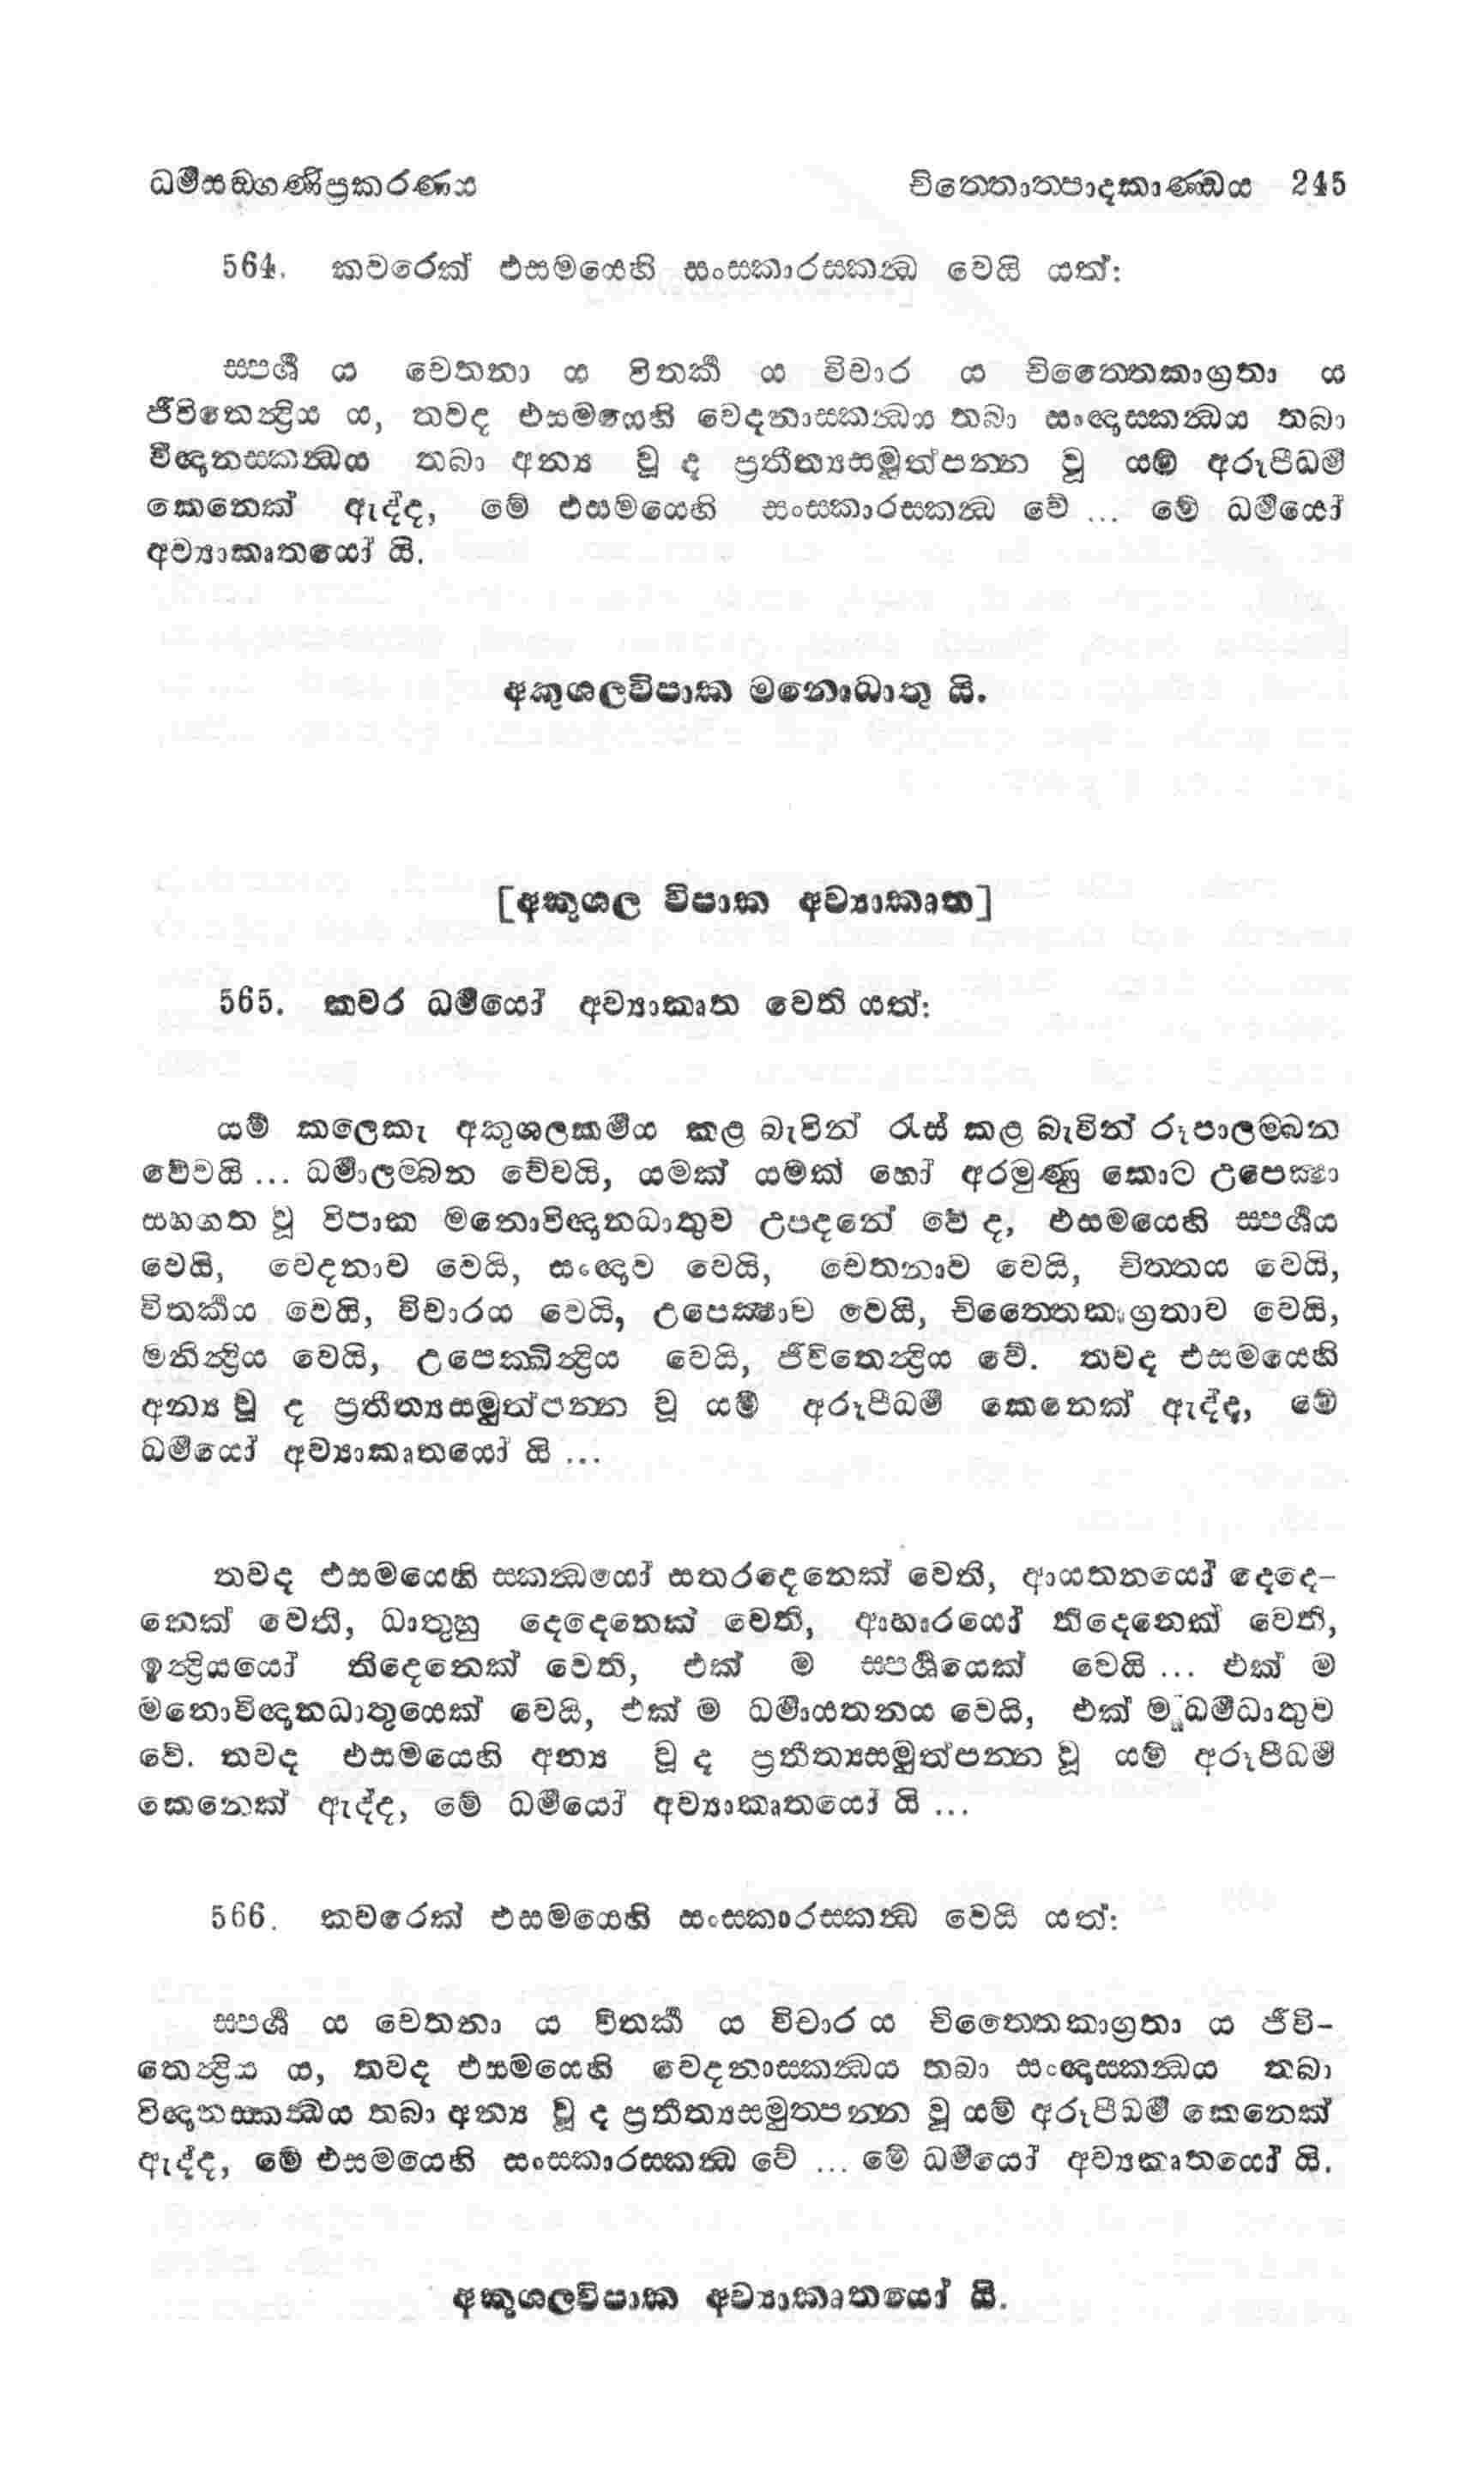 ධර්‍මසඞ්ගණිප්‍රකරණය චිත්තොත්පාදකාණ්ඩය 245
564. කවරෙක් එසමයෙහි සංස්කාරස්කන්‍ධ වෙයි යත්:
ස්පර්‍ශ ය චෙතනා ය විතර්‍ක ය විචාර ය චිත්තෛකාග්‍රතා ය
ජීවිතෙන්‍ද්‍රිය ය, තවද එසමයෙහි වෙදනාස්කන්‍ධය තබා සංඥාස්කන්‍ධය තබා
විඥානස්කන්‍ධය තබා අන්‍ය වූ ද ප්‍රතීත්‍යසමුත්පන්න වූ යම් අරූපීධර්‍ම
කෙනෙක් ඇද්ද, මේ එසමයෙහි සංස්කාරස්කන්‍ධ වේ ... මේ ධර්‍මයෝ
අව්‍යාකෘතයෝ යි.
අකුශලවිපාක මනොධාතු යි.
[අකුශල විපාක අව්‍යාකෘත]
565. කවර ධර්‍මයෝ අව්‍යාකෘත වෙති යත්:
යම් කලෙකැ අකුශලකර්‍මය කළ බැවින් රැස් කළ බැවින් රූපාලම්බන
වේවයි ... ධර්‍මාලම්බන වේවයි, යමක් යමක් හෝ අරමුණු කොට උපෙක්‍ෂා
සහගත වූ විපාක මනොවිඥානධාතුව උපදනේ වේ ද, එසමයෙහි ස්පර්‍ශය
වෙයි, වෙදනාව වෙයි, සංඥාව වෙයි, චෙතනාව වෙයි, චිත්තය වෙයි,
විතර්‍කය වෙයි, විචාරය වෙයි, උපෙක්‍ෂාව වෙයි, චිත්තෛකාග්‍රතාව වෙයි,
මනින්‍ද්‍රිය වෙයි, උපෙක්ඛින්‍ද්‍රිය වෙයි, ජීවිතෙන්‍ද්‍රිය වේ. තවද එසමයෙහි
අන්‍ය වූ ද ප්‍රතීත්‍යසමුත්පන්න වූ යම් අරූපීධර්‍ම කෙනෙක් ඇද්ද, මේ
ධර්‍මයෝ අව්‍යාකෘතයෝ යි ...
තවද එසමයෙහි ස්කන්‍ධයෝ සතරදෙනෙක් වෙති, ආයතනයෝ දෙදෙ-
නෙක් වෙති, ධාතුහු දෙදෙනෙක් වෙති, ආහාරයෝ තිදෙනෙක් වෙති,
ඉන්‍ද්‍රියයෝ තිදෙනෙක් වෙති, එක් ම ස්පර්‍ශයෙක් වෙයි ... එක් ම
මනොවිඥානධාතුයෙක් වෙයි, එක් ම ධර්‍මායතනය වෙයි, එක් ම ධර්‍මධාතුව
වේ. තවද එසමයෙහි අන්‍ය වූ ද ප්‍රතීත්‍යසමුත්පන්න වූ යම් අරූපීධර්‍ම
කෙනෙක් ඇද්ද, මේ ධර්‍මයෝ අව්‍යාකෘතයෝ යි ...
566. කවරෙක් එසමයෙහි සංස්කාරස්කන්‍ධ වෙයි යත්:
ස්පර්‍ශ ය චෙතනා ය විතර්‍ක ය විචාර ය චිත්තෛකාග්‍රතා ය ජීවි-
තෙන්‍ද්‍රිය ය, තවද එසමයෙහි වෙදනාස්කන්‍ධය තබා සංඥාස්කන්‍ධය තබා
විඥානස්කන්‍ධය තබා අන්‍ය වූ ද ප්‍රතීත්‍යසමුත්පන්න වූ යම් අරූපීධර්‍ම කෙනෙක්
ඇද්ද, මේ එසමයෙහි සංස්කාරස්කන්‍ධ වේ ... මේ ධර්‍මයෝ අව්‍යකෘතයෝ යි.
අකුශලවිපාක අව්‍යාකෘතයෝ යි.